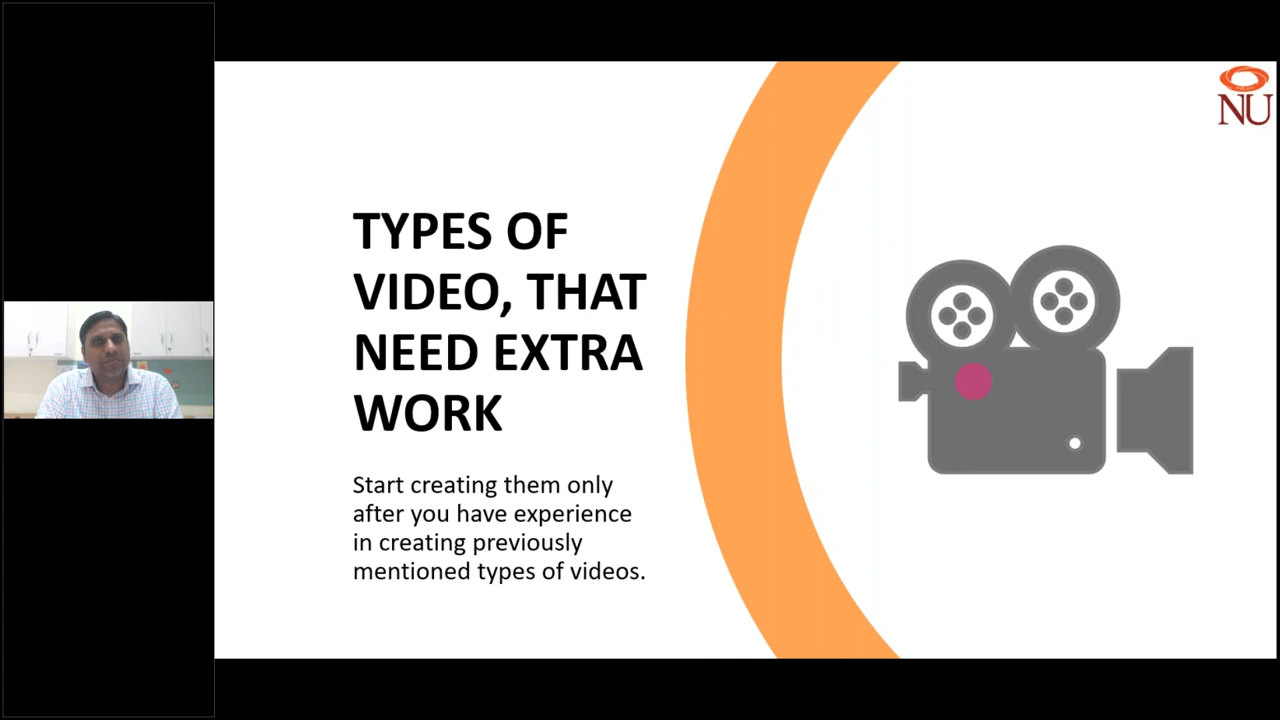 NU
TYPES OF
VIDEO, THAT
NEED EXTRA
WORK
Start creating them only
after you have experience
in creating previously
mentioned types of videos.